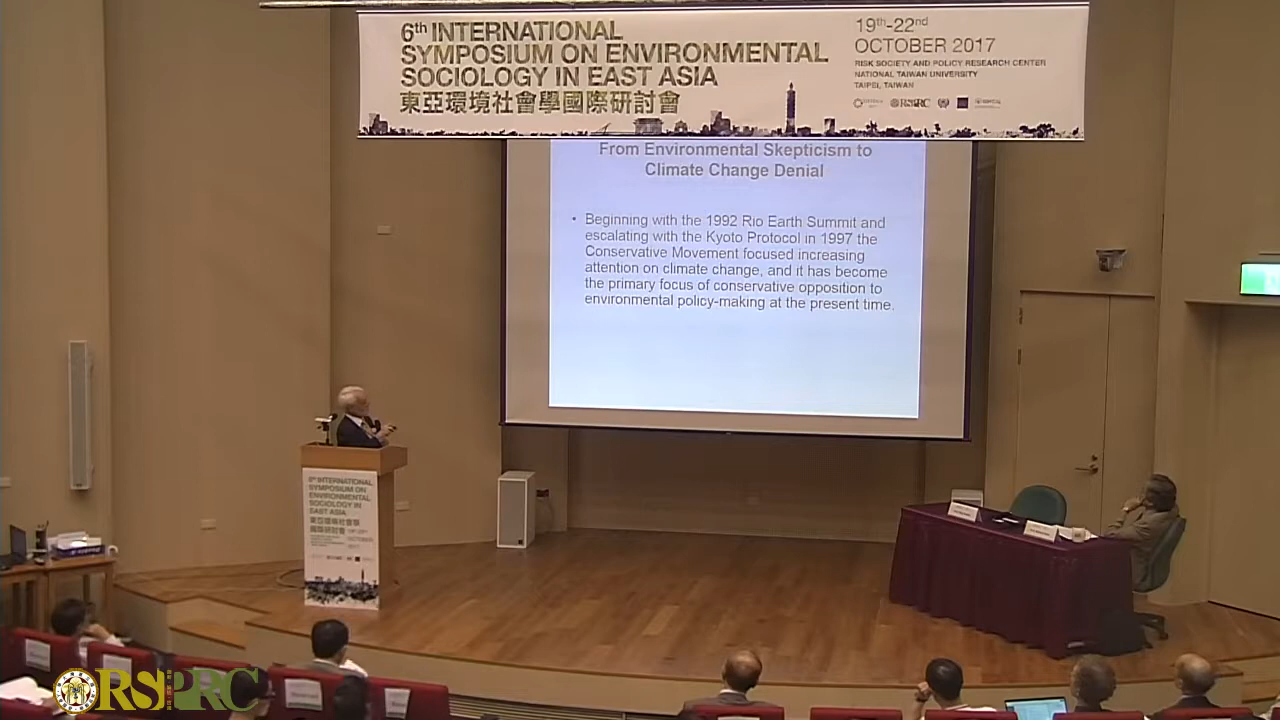 6th INTERNATIONAL
SYMPOSIUM ON ENVIRONMENTAL
SOCIOLOGY IN EAST ASIA
東亞環境社會學國際研討會
19th-22nd
OCTOBER 2017
RISK SOCIETY AND POLICY RESEARCH CENTER
NATIONAL TAIWAN UNIVERSITY
TAIPEI, TAIWAN
RSPRC
From Environmental Skepticism to
Climate Change Denial
• Beginning with the 1992 Rio Earth Summit and
escalating with the Kyoto Protocol in 1997 the
Conservative Movement focused increasing
attention on climate change, and it has become
the primary focus of conservative opposition to
environmental policy-making at the present time.
6th INTERNATIONAL
SYMPOSIUM ON
ENVIRONMENTAL
SOCIOLOGY IN
EAST ASIA
東亞環境社會學
國際研討會
19th-22nd
OCTOBER
2017
RSPRC